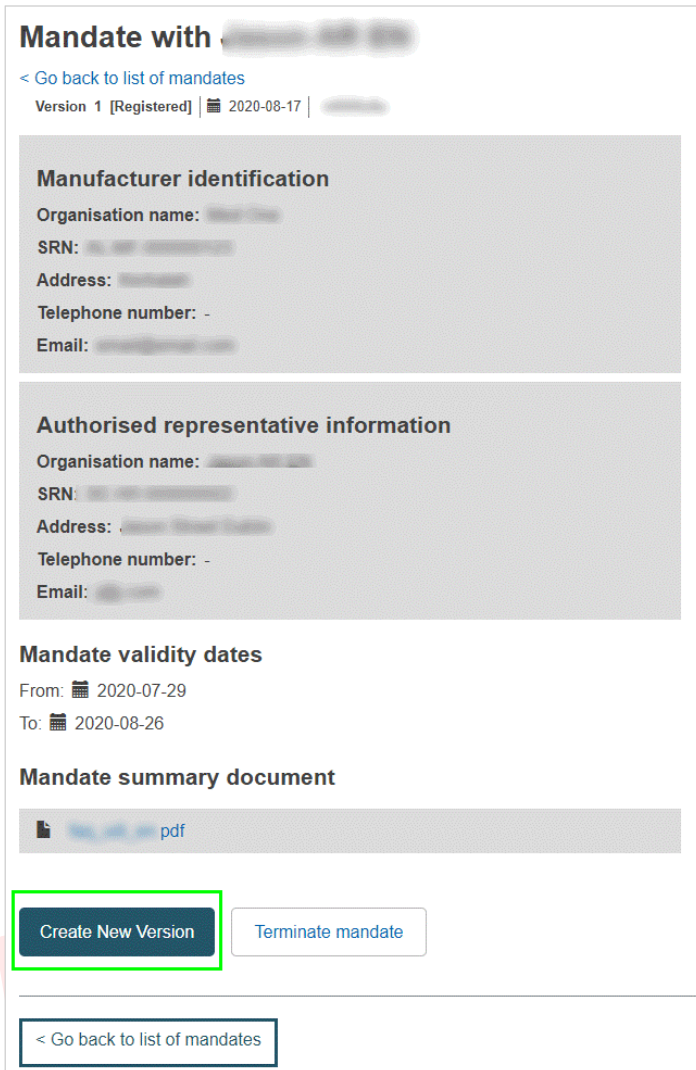 Mandate with
< Go back to list of mandates
Version 1 [Registered] 2020-08-17
Manufacturer identification
Organisation name:
SRN:
Address:
Telephone number: -
Email:
Authorised representative information
Organisation name:
SRN:
Address:
Telephone number: -
Email:
Mandate validity dates
From: 2020-07-29
To: 2020-08-26
Mandate summary document
pdf
Create New Version Terminate mandate
< Go back to list of mandates